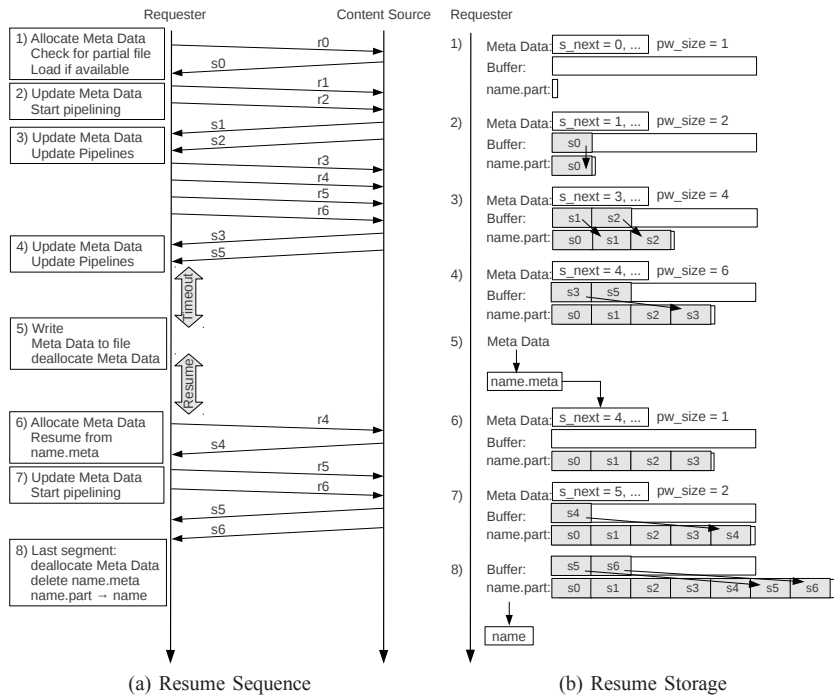 Requester
Content Source
1) Allocate Meta Data
Check for partial file
Load if available
r0
s0
2) Update Meta Data
Start pipelining
r1
r2
s1
s2
3) Update Meta Data
Update Pipelines
r3
r4
r5
r6
s3
s5
4) Update Meta Data
Update Pipelines
Timeout
5) Write
Meta Data to file
deallocate Meta Data
Resume
6) Allocate Meta Data
Resume from
name.meta
r4
s4
7) Update Meta Data
Start pipelining
r5
r6
s5
s6
8) Last segment:
deallocate Meta Data
delete name.meta
name.part → name
(a) Resume Sequence
Requester
1)
Meta Data: s_next = 0, ... pw_size = 1
Buffer:
name.part:
2)
Meta Data: s_next = 1, ... pw_size = 2
Buffer: s0
name.part: s0
3)
Meta Data: s_next = 3, ... pw_size = 4
Buffer: s1 s2
name.part: s0 s1 s2
4)
Meta Data: s_next = 4, ... pw_size = 6
Buffer: s3 s5
name.part: s0 s1 s2 s3
5)
Meta Data
name.meta
6)
Meta Data: s_next = 4, ... pw_size = 1
Buffer:
name.part: s0 s1 s2 s3
7)
Meta Data: s_next = 5, ... pw_size = 2
Buffer: s4
name.part: s0 s1 s2 s3 s4
8)
Buffer: s5 s6
name.part: s0 s1 s2 s3 s4 s5 s6
name
(b) Resume Storage